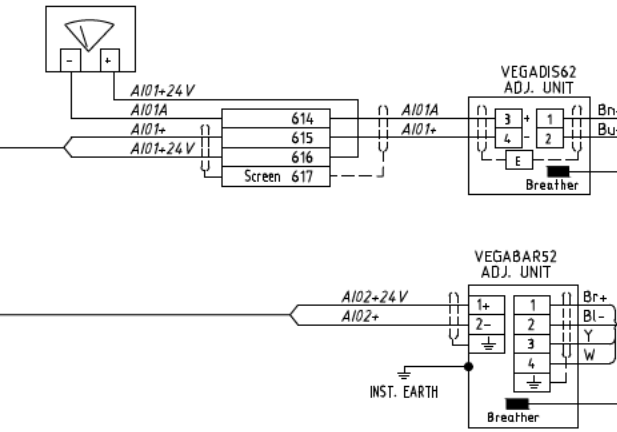 - +
AI01+24V
AI01A
AI01+
AI01+24V
614
615
616
Screen 617
AI01A
AI01+
VEGADIS62
ADJ. UNIT
3 + 1
4 - 2
E
Breather
Bn
Bu
VEGABAR52
ADJ. UNIT
AI02+24V
AI02+
1+
2-
1
2
3
4
Br+
Bl-
Y
W
INST. EARTH
Breather